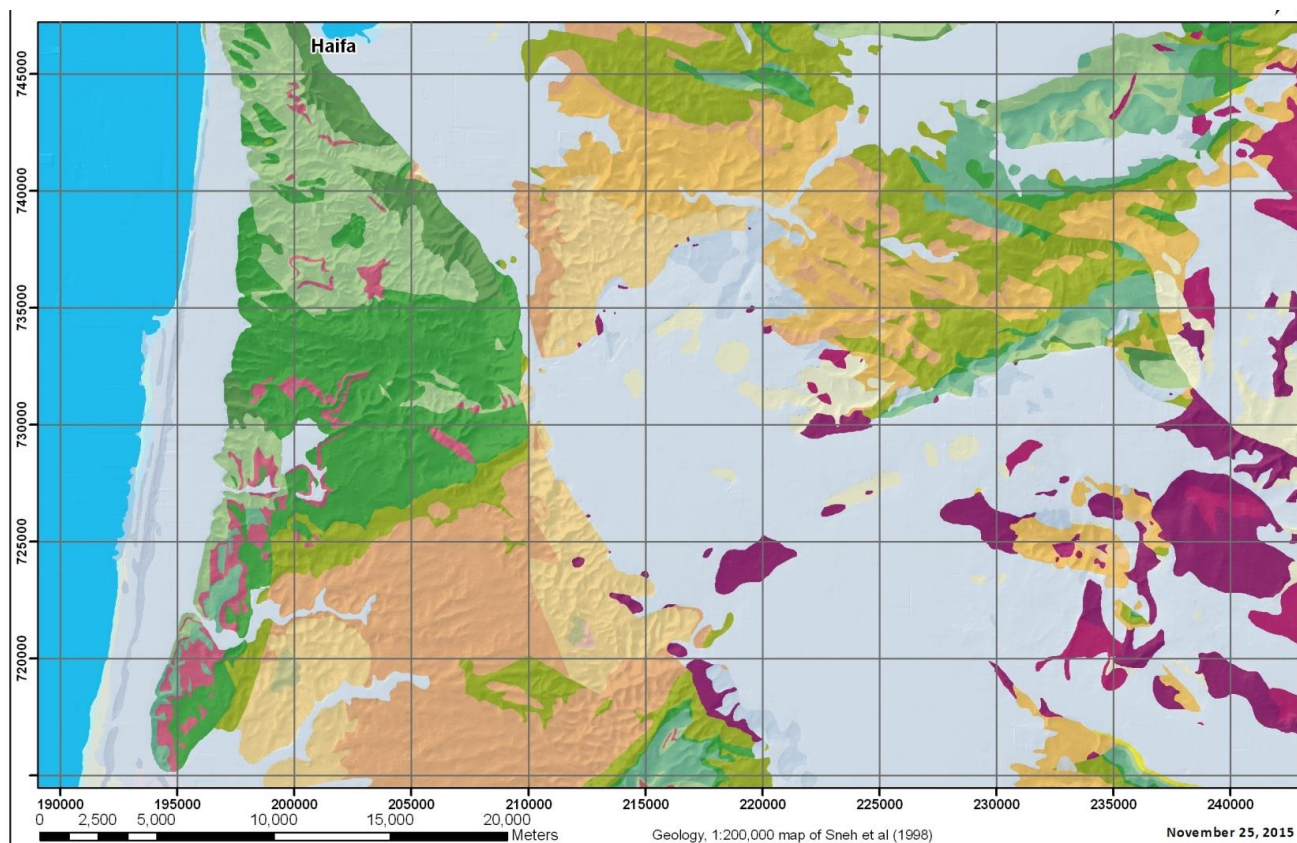 Haifa
745000
740000
735000
730000
725000
720000
190000 195000 200000 205000 210000 215000 220000 225000 230000 235000 240000
0 2,500 5,000 10,000 15,000 20,000
Meters
Geology, 1:200,000 map of Sneh et al (1998)
November 25, 2015